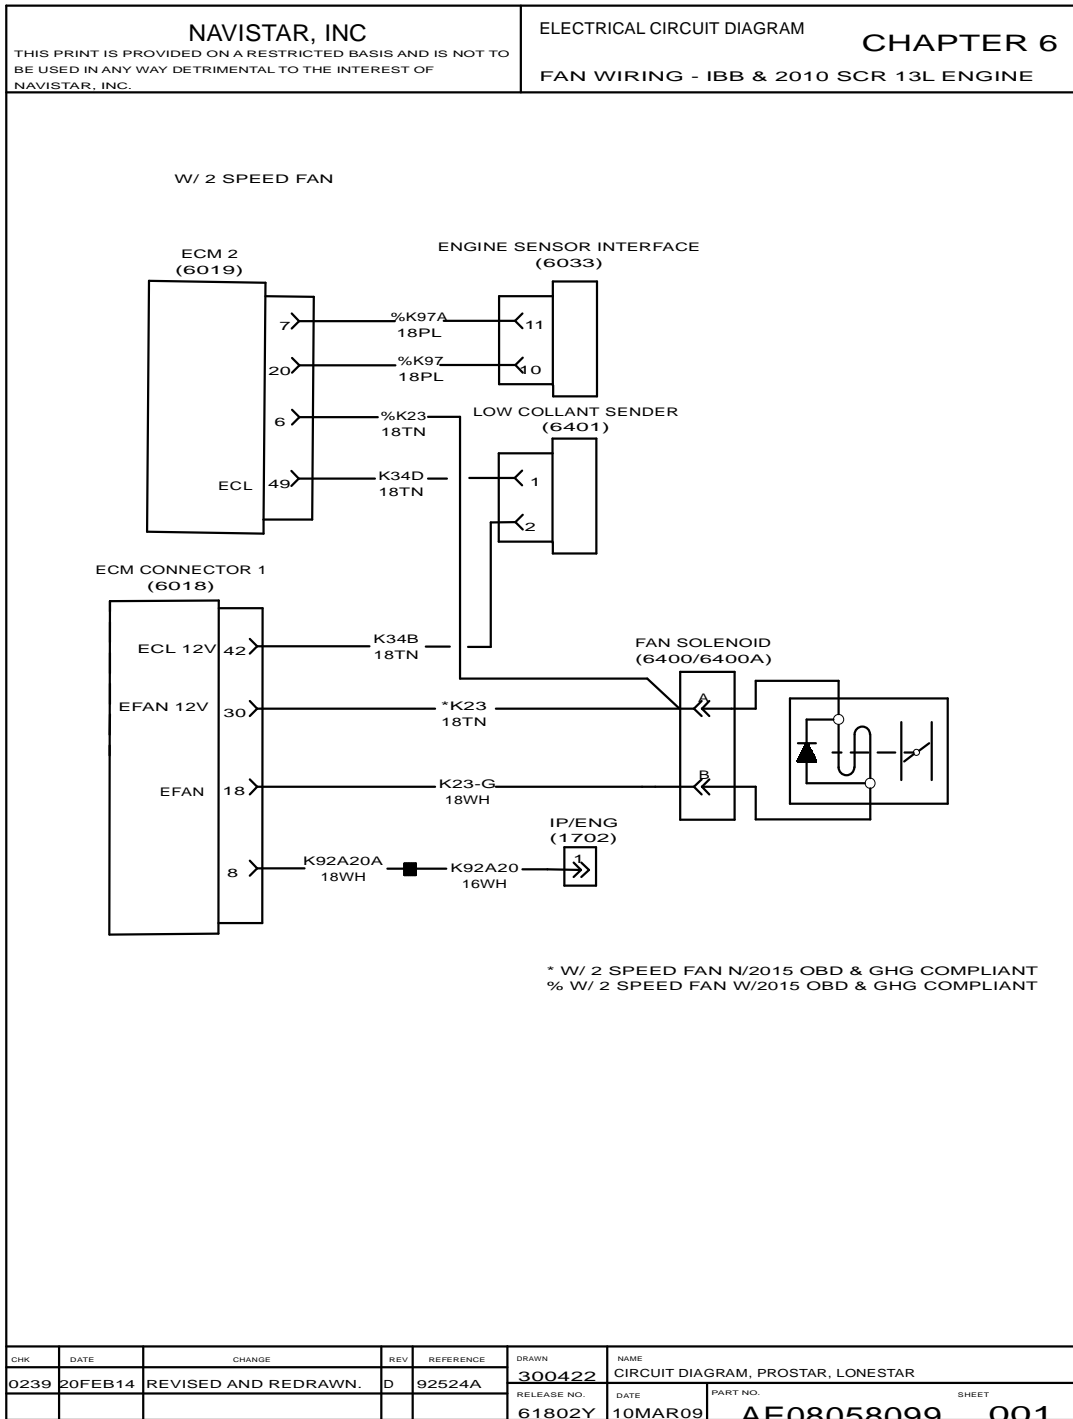 NAVISTAR, INC
THIS PRINT IS PROVIDED ON A RESTRICTED BASIS AND IS NOT TO
BE USED IN ANY WAY DETRIMENTAL TO THE INTEREST OF
NAVISTAR, INC.
ELECTRICAL CIRCUIT DIAGRAM
CHAPTER 6
FAN WIRING - IBB & 2010 SCR 13L ENGINE
W/ 2 SPEED FAN
ECM 2
(6019)
ENGINE SENSOR INTERFACE
(6033)
7
%K97A
18PL
11
20
%K97
18PL
10
6
%K23
18TN
LOW COLLANT SENDER
(6401)
ECL
49
K34D
18TN
1
2
ECM CONNECTOR 1
(6018)
ECL 12V
42
K34B
18TN
FAN SOLENOID
(6400/6400A)
EFAN 12V
30
*K23
18TN
A
EFAN
18
K23-G
18WH
B
IP/ENG
(1702)
8
K92A20A
18WH
K92A20
16WH
1
* W/ 2 SPEED FAN N/2015 OBD & GHG COMPLIANT
% W/ 2 SPEED FAN W/2015 OBD & GHG COMPLIANT
CHK DATE CHANGE REV REFERENCE
0239 20FEB14 REVISED AND REDRAWN. D 92524A
DRAWN
300422
NAME
CIRCUIT DIAGRAM, PROSTAR, LONESTAR
RELEASE NO.
61802Y
DATE
10MAR09
PART NO.
AE08058099
SHEET
001